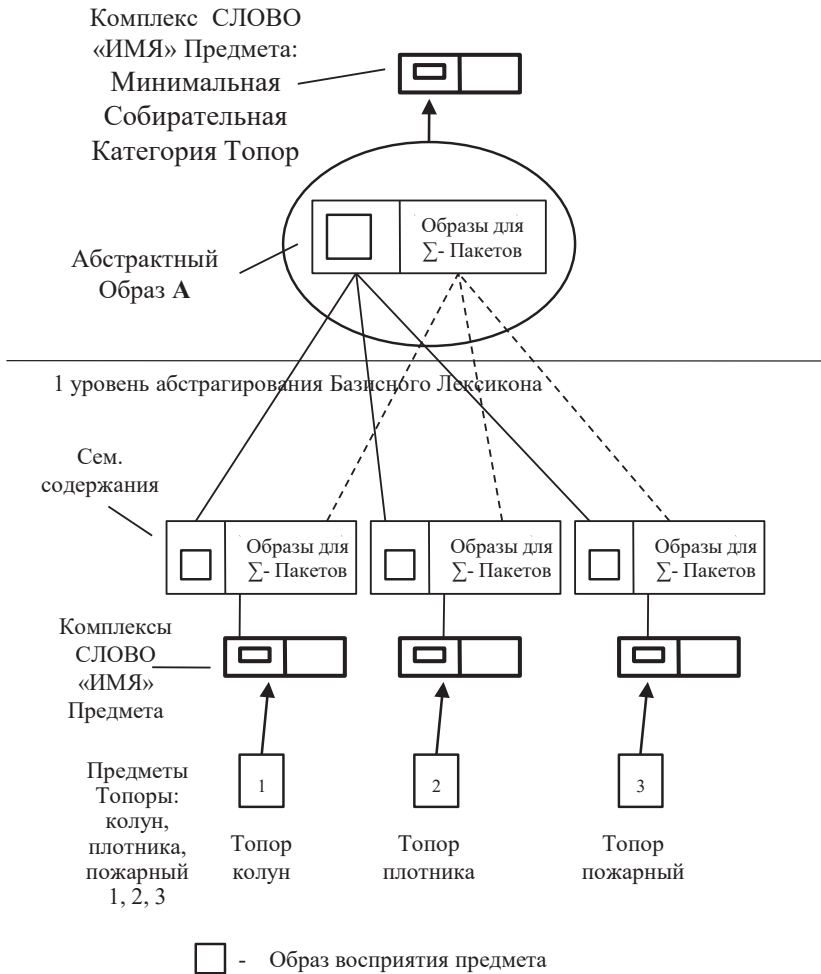 Комплекс СЛОВО
«ИМЯ» Предмета:
Минимальная
Собирательная
Категория Топор
Образы для
∑- Пакетов
Абстрактный
Образ А
1 уровень абстрагирования Базисного Лексикона
Сем.
содержания
Образы для
∑- Пакетов
Образы для
∑- Пакетов
Образы для
∑- Пакетов
Комплексы
СЛОВО
«ИМЯ»
Предмета
Предметы
Топоры:
колун,
плотника,
пожарный
1, 2, 3
1
2
3
Топор
колун
Топор
плотника
Топор
пожарный
- Образ восприятия предмета